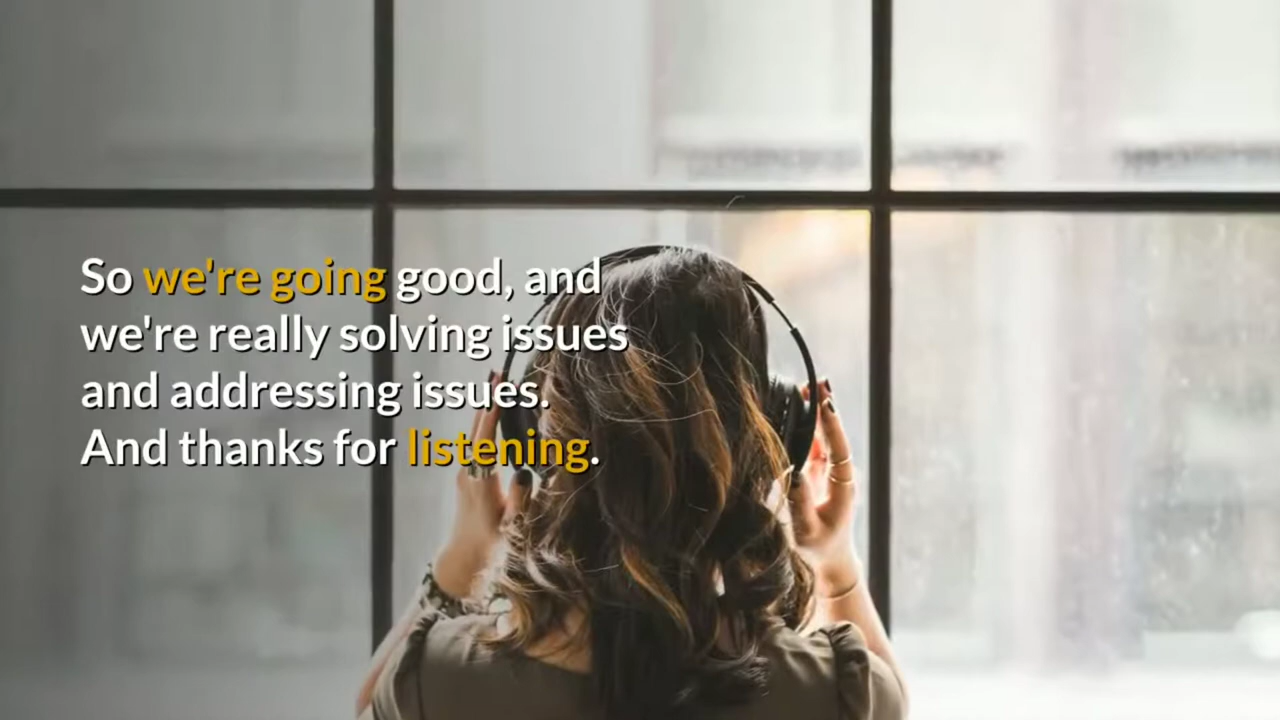 So we're going good, and
we're really solving issues
and addressing issues.
And thanks for listening.